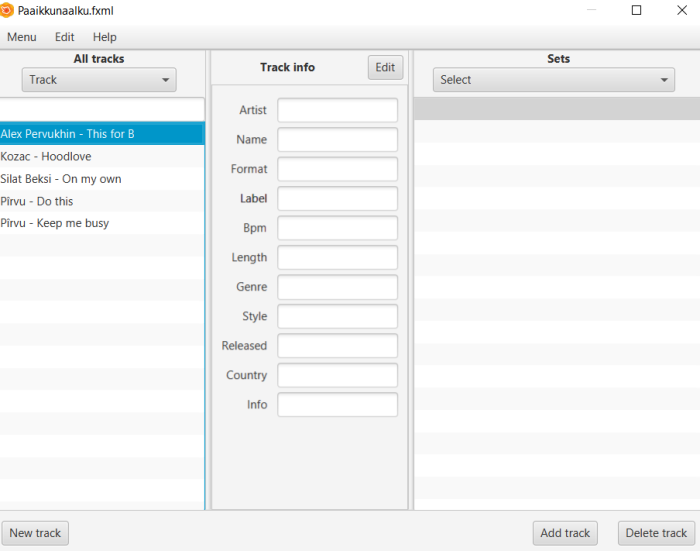 Paaikkunaalku.fxml
Menu Edit Help
All tracks
Track
Alex Pervukhin - This for B
Kozac - Hoodlove
Silat Beksi - On my own
Pîrvu - Do this
Pîrvu - Keep me busy
New track
Track info
Edit
Artist
Name
Format
Label
Bpm
Length
Genre
Style
Released
Country
Info
Sets
Select
Add track
Delete track